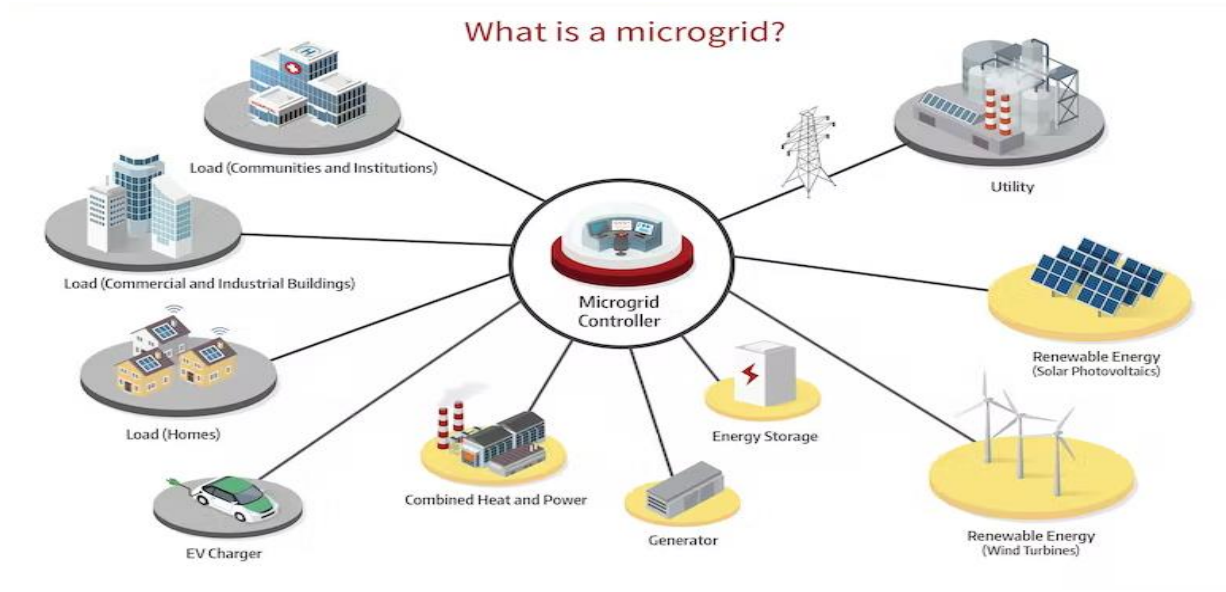 What is a microgrid?
Load (Communities and Institutions)
Utility
Load (Commercial and Industrial Buildings)
Microgrid
Controller
Renewable Energy
(Solar Photovoltaics)
Load (Homes)
Energy Storage
Combined Heat and Power
Generator
Renewable Energy
(Wind Turbines)
EV Charger